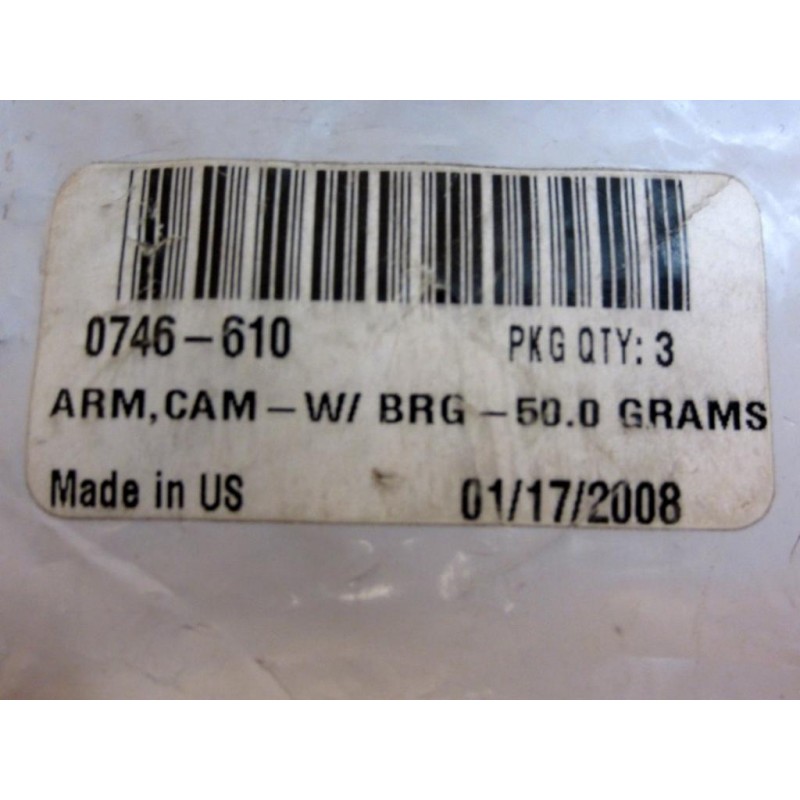 0746-610 PKG QTY: 3
ARM,CAM-W/ BRG -50.0 GRAMS
Made in US 01/17/2008